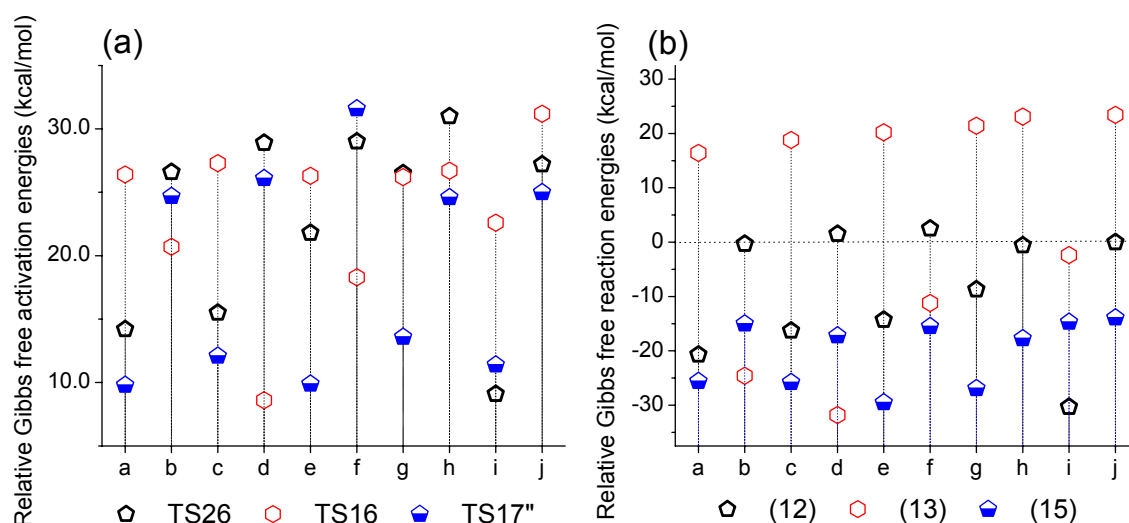 (a)
Relative Gibbs free activation energies (kcal/mol)
30.0
20.0
10.0
a b c d e f g h i j
TS26 TS16 TS17"
(b)
Relative Gibbs free reaction energies (kcal/mol)
30
20
10
0
-10
-20
-30
a b c d e f g h i j
(12) (13) (15)